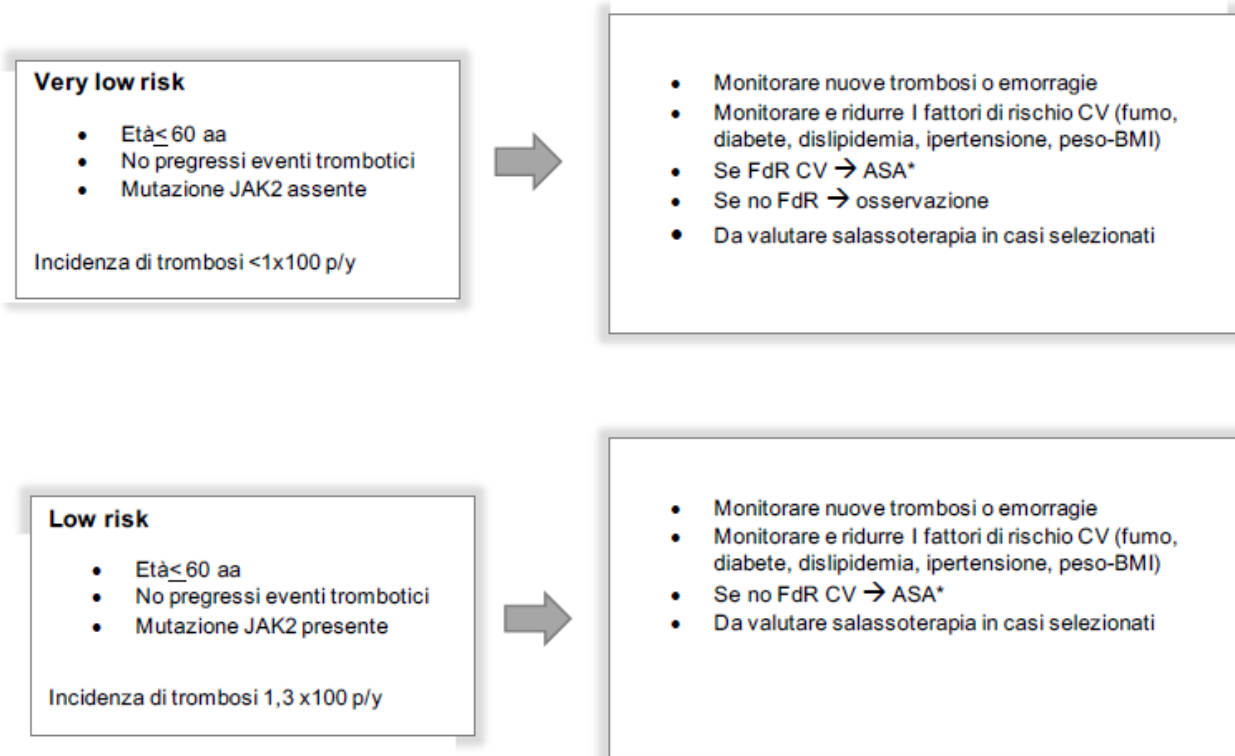 Very low risk
• Età< 60 aa
• No pregressi eventi trombotici
• Mutazione JAK2 assente
Incidenza di trombosi <1x100 p/y
• Monitorare nuove trombosi o emorragie
• Monitorare e ridurre I fattori di rischio CV (fumo,
diabete, dislipidemia, ipertensione, peso-BMI)
• Se FdR CV → ASA*
• Se no FdR → osservazione
• Da valutare salassoterapia in casi selezionati
Low risk
• Età< 60 aa
• No pregressi eventi trombotici
• Mutazione JAK2 presente
Incidenza di trombosi 1,3 x100 p/y
• Monitorare nuove trombosi o emorragie
• Monitorare e ridurre I fattori di rischio CV (fumo,
diabete, dislipidemia, ipertensione, peso-BMI)
• Se no FdR CV → ASA*
• Da valutare salassoterapia in casi selezionati